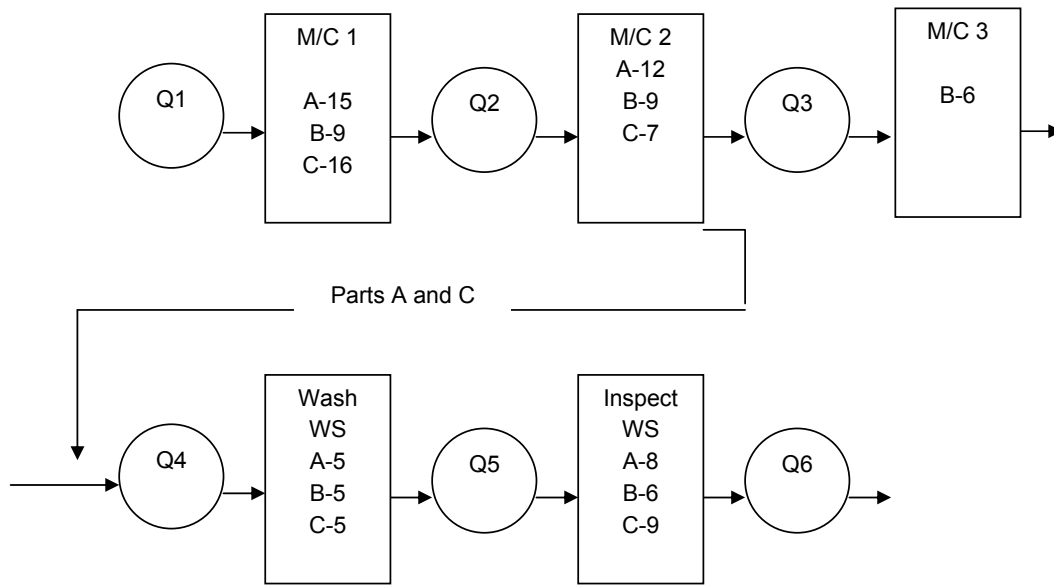 M/C 1
A-15
B-9
C-16
M/C 2
A-12
B-9
C-7
M/C 3
B-6
Q1
Q2
Q3
Parts A and C
Wash
WS
A-5
B-5
C-5
Inspect
WS
A-8
B-6
C-9
Q4
Q5
Q6